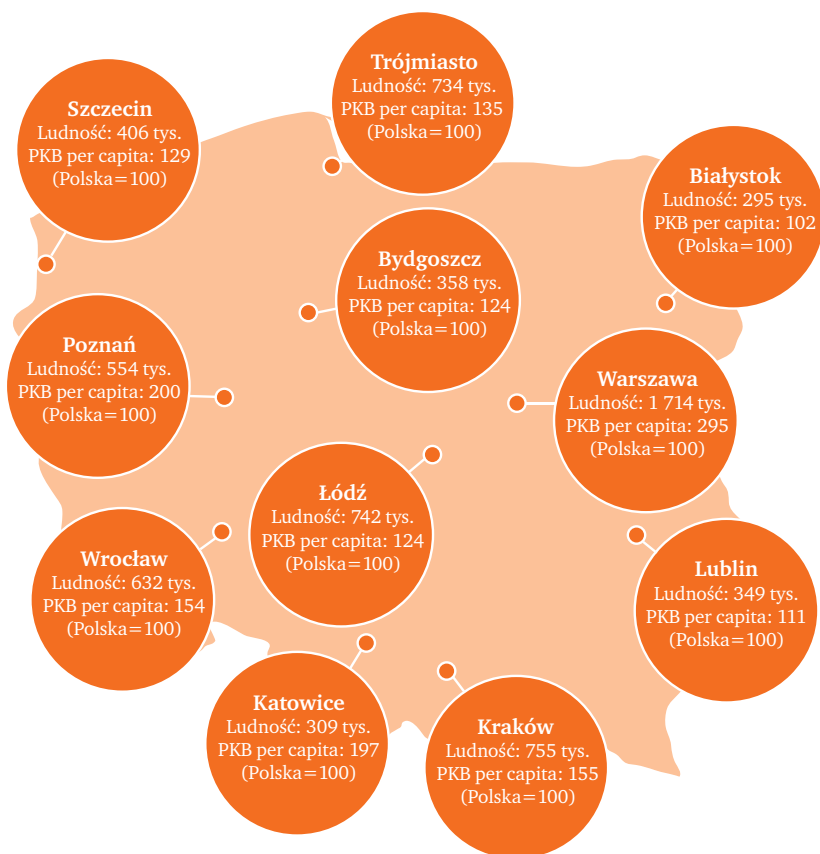 Trójmiasto
Ludność: 734 tys.
PKB per capita: 135
(Polska=100)
Szczecin
Ludność: 406 tys.
PKB per capita: 129
(Polska=100)
Białystok
Ludność: 295 tys.
PKB per capita: 102
(Polska=100)
Bydgoszcz
Ludność: 358 tys.
PKB per capita: 124
(Polska=100)
Poznań
Ludność: 554 tys.
PKB per capita: 200
(Polska=100)
Warszawa
Ludność: 1 714 tys.
PKB per capita: 295
(Polska=100)
Łódź
Ludność: 742 tys.
PKB per capita: 124
(Polska=100)
Wrocław
Ludność: 632 tys.
PKB per capita: 154
(Polska=100)
Lublin
Ludność: 349 tys.
PKB per capita: 111
(Polska=100)
Katowice
Ludność: 309 tys.
PKB per capita: 197
(Polska=100)
Kraków
Ludność: 755 tys.
PKB per capita: 155
(Polska=100)